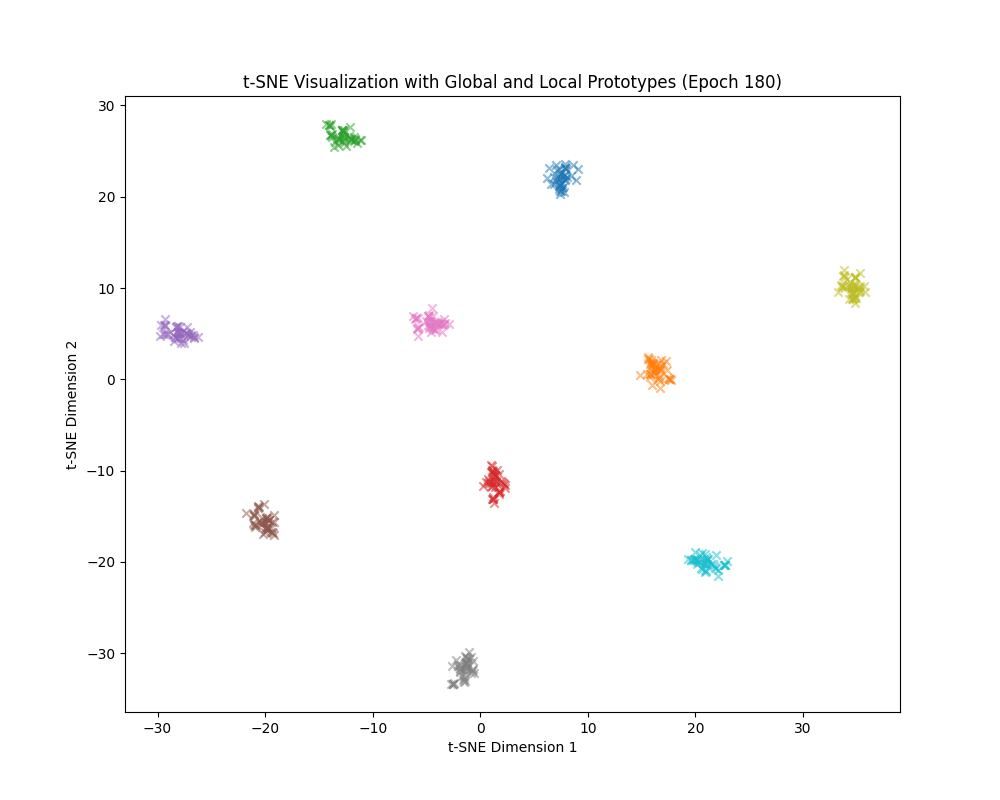 t-SNE Visualization with Global and Local Prototypes (Epoch 180)
30
20
10
0
−10
−20
−30
t-SNE Dimension 2
−30 −20 −10 0 10 20 30
t-SNE Dimension 1